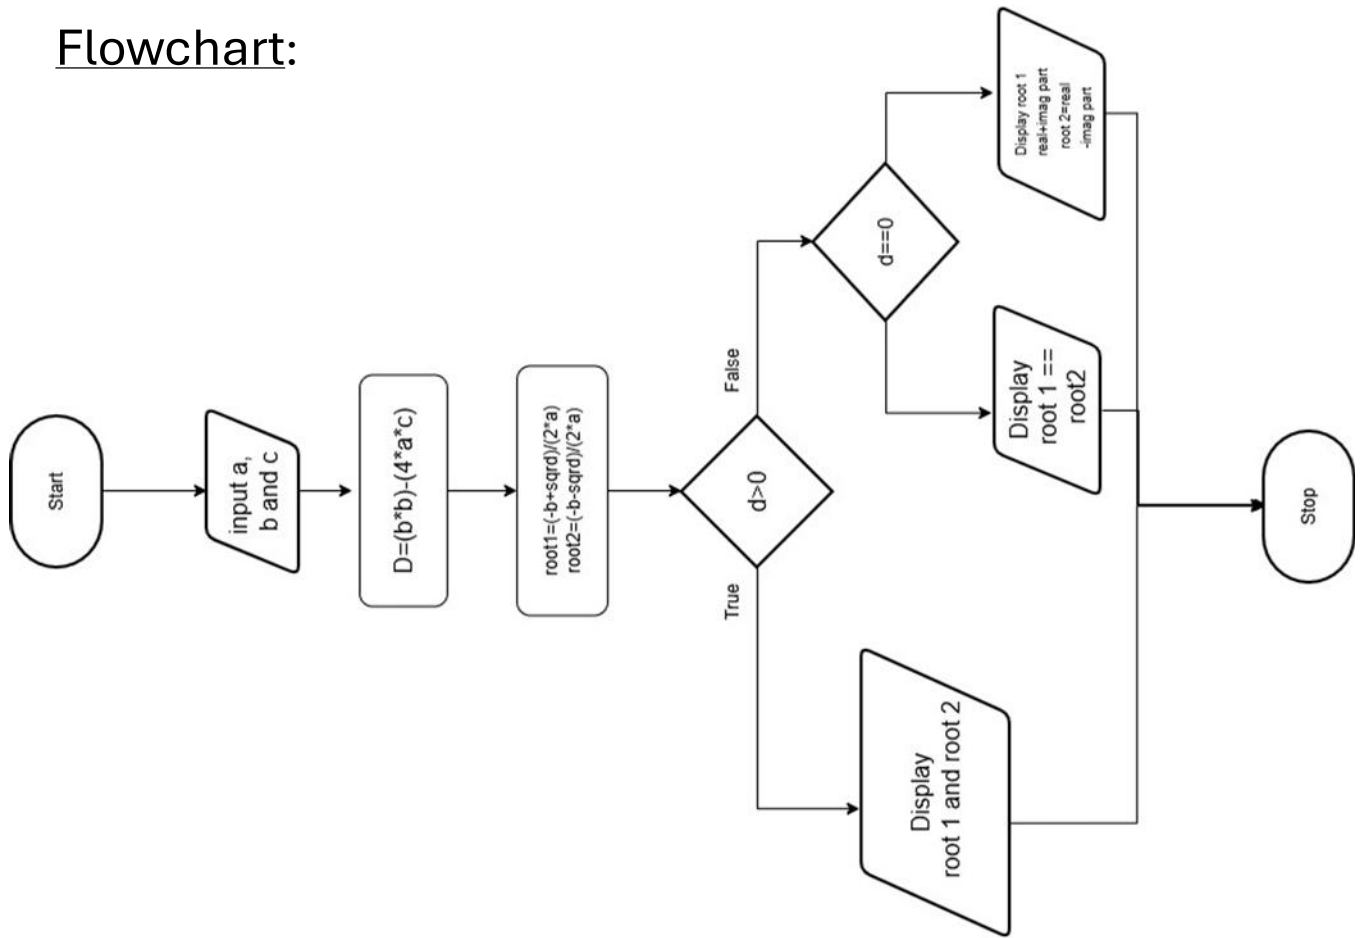 Flowchart:
Start
input a,
b and c
D=(b*b)-(4*a*c)
root1=(-b+sqrd)/(2*a)
root2=(-b-sqrd)/(2*a)
d>0
True
False
Display
root 1 and root 2
d==0
Display
root 1 ==
root2
Display root 1
real+imag part
root 2=real
-imag part
Stop